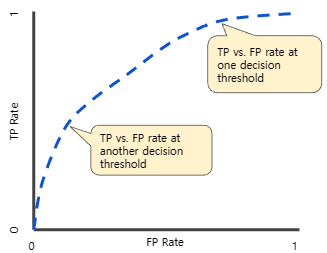 1
TP vs. FP rate at
one decision
threshold
TP Rate
TP vs. FP rate at
another decision
threshold
0
0
FP Rate
1